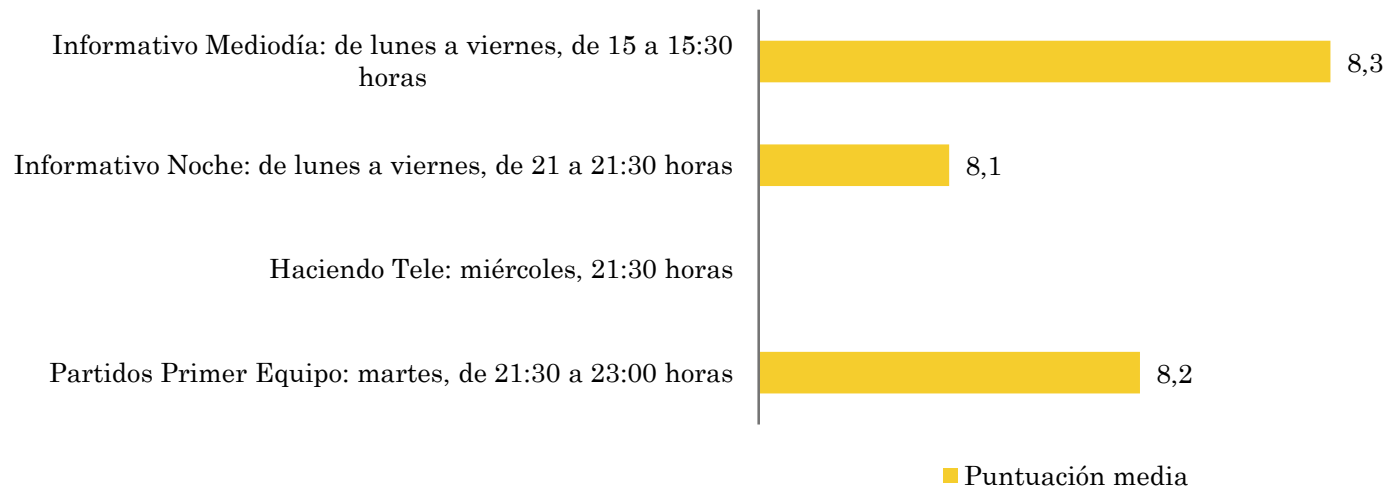 Informativo Mediodía: de lunes a viernes, de 15 a 15:30
horas
8,3
Informativo Noche: de lunes a viernes, de 21 a 21:30 horas
8,1
Haciendo Tele: miércoles, 21:30 horas
Partidos Primer Equipo: martes, de 21:30 a 23:00 horas
8,2
Puntuación media